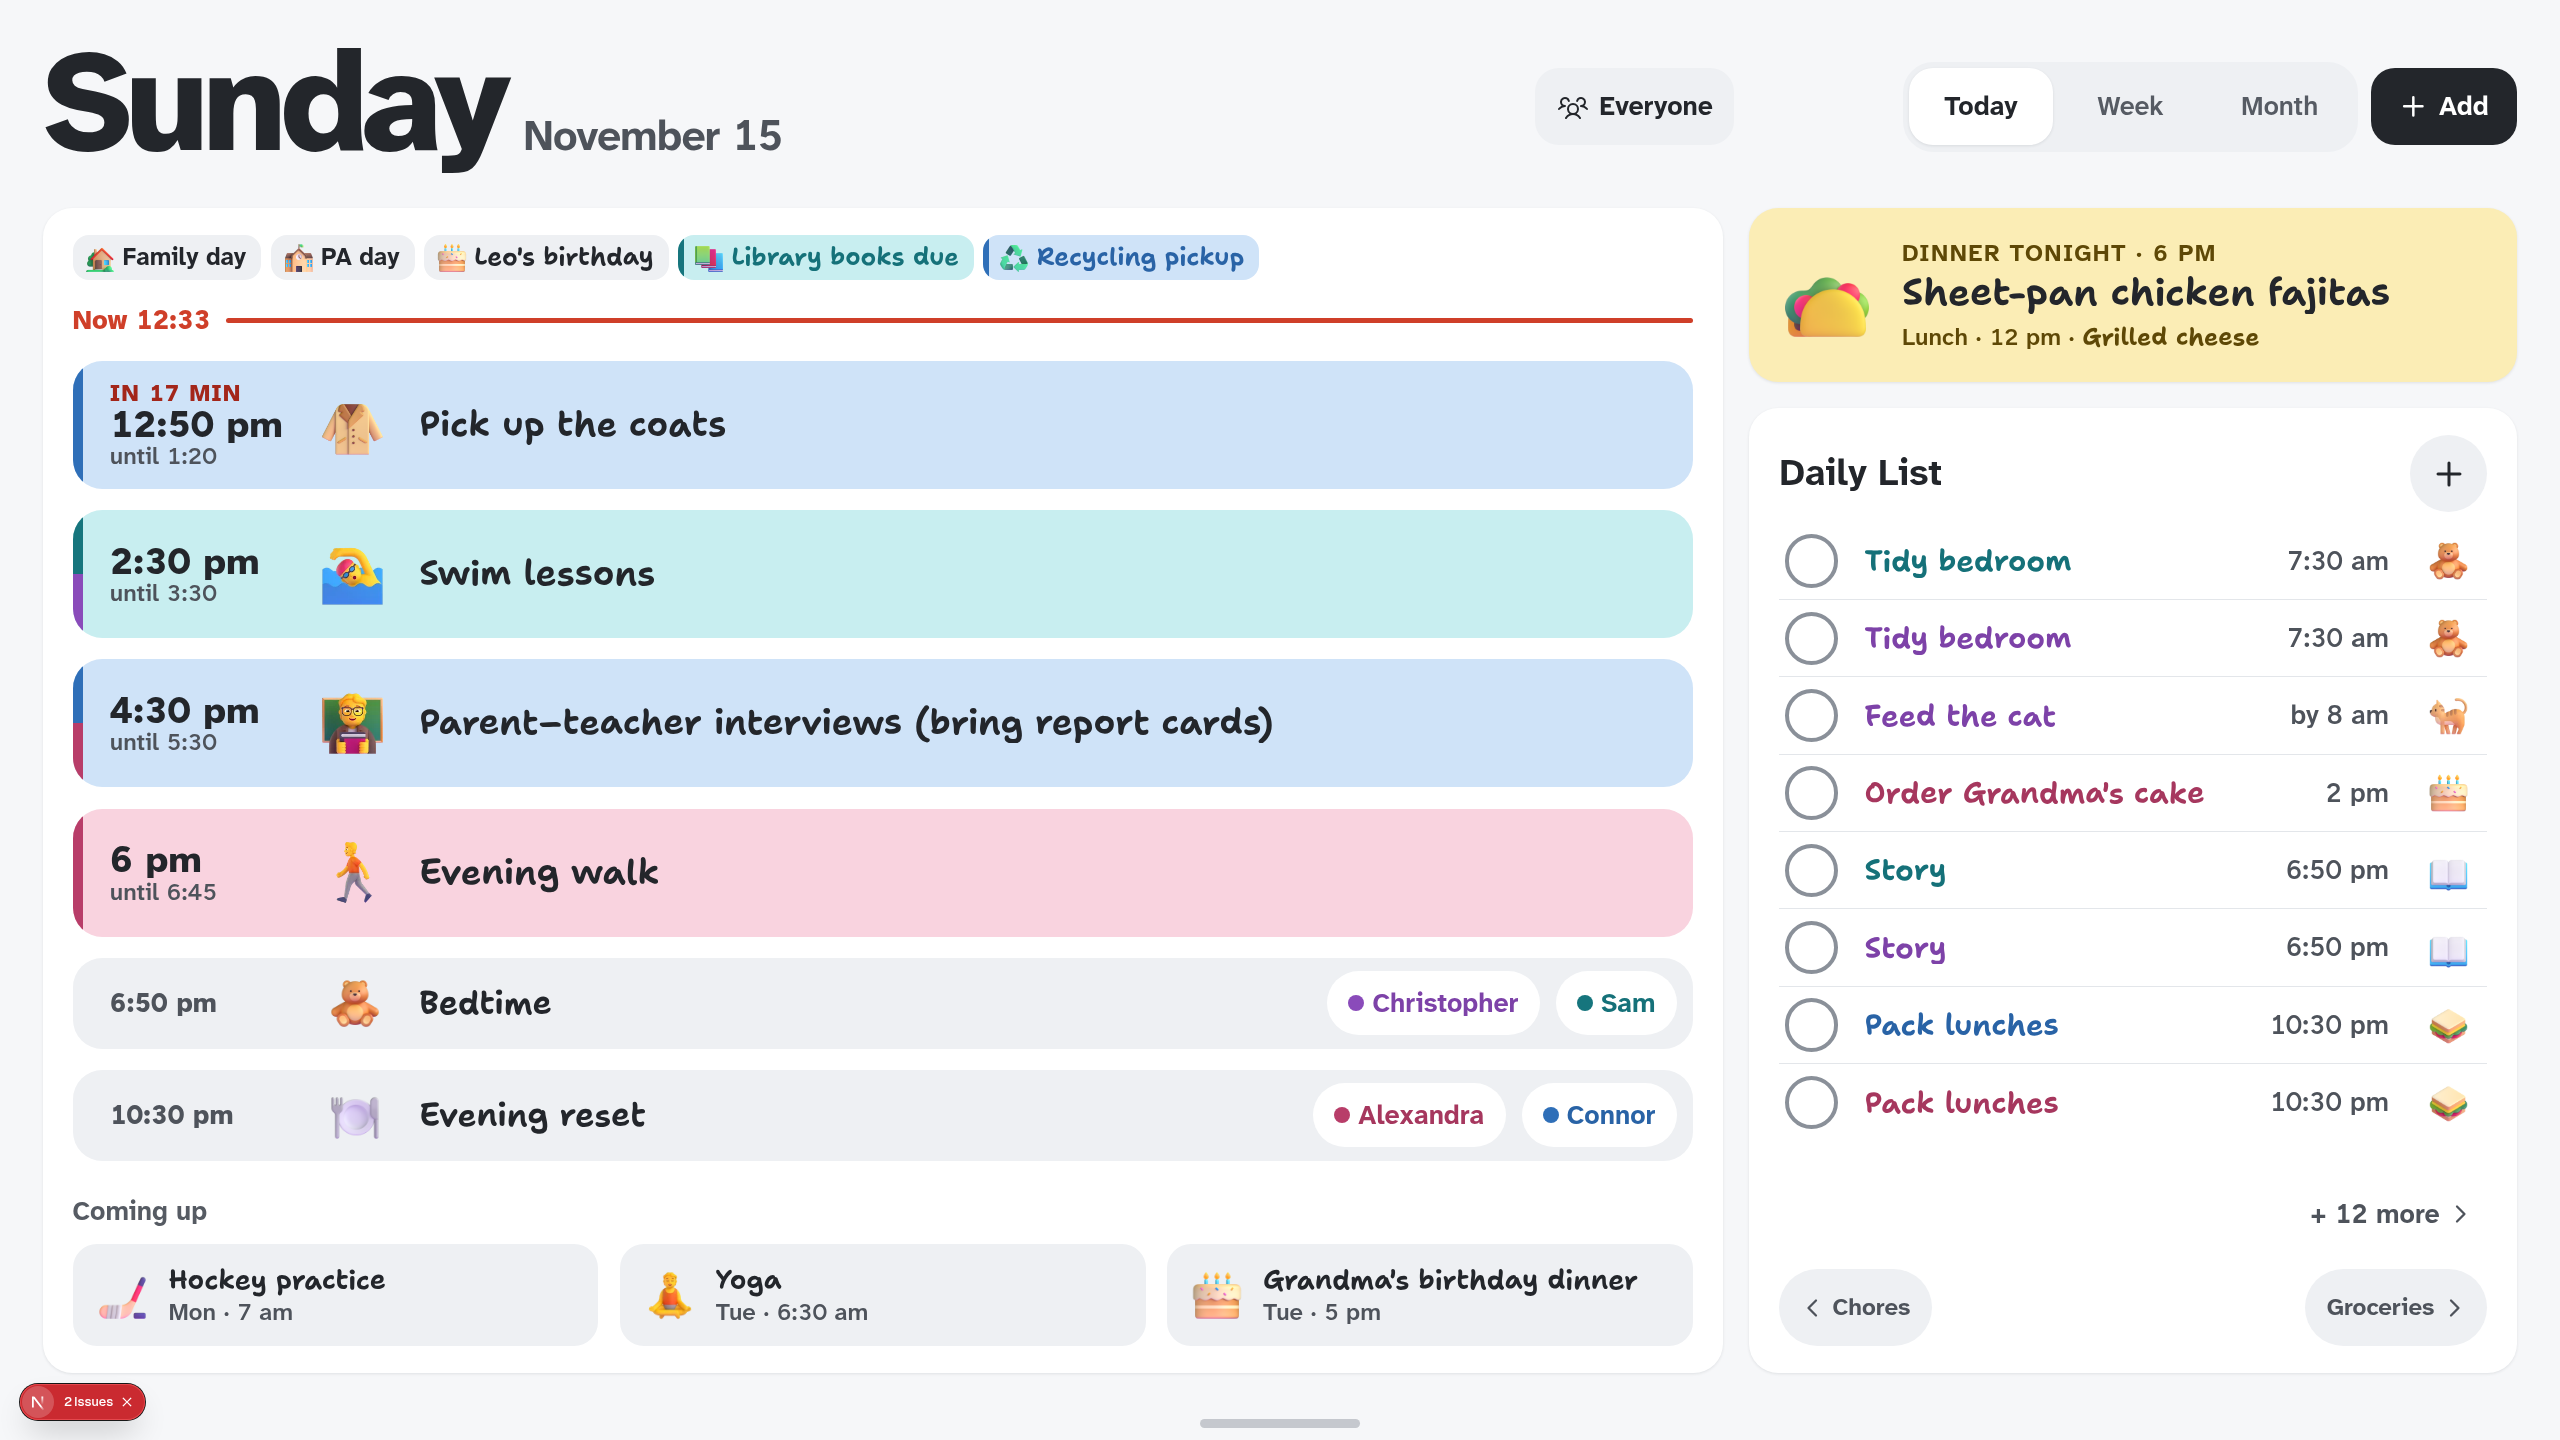 Sunday November 15
Everyone
Today Week Month
+ Add
Family day
PA day
Leo's birthday
Library books due
Recycling pickup
Now 12:33
IN 17 MIN
12:50 pm
until 1:20
Pick up the coats
2:30 pm
until 3:30
Swim lessons
4:30 pm
until 5:30
Parent–teacher interviews (bring report cards)
6 pm
until 6:45
Evening walk
6:50 pm
Bedtime
Christopher
Sam
10:30 pm
Evening reset
Alexandra
Connor
Coming up
Hockey practice
Mon · 7 am
Yoga
Tue · 6:30 am
Grandma's birthday dinner
Tue · 5 pm
DINNER TONIGHT · 6 PM
Sheet-pan chicken fajitas
Lunch · 12 pm · Grilled cheese
Daily List
Tidy bedroom 7:30 am
Tidy bedroom 7:30 am
Feed the cat by 8 am
Order Grandma's cake 2 pm
Story 6:50 pm
Story 6:50 pm
Pack lunches 10:30 pm
Pack lunches 10:30 pm
+ 12 more
Chores
Groceries
N 2 Issues